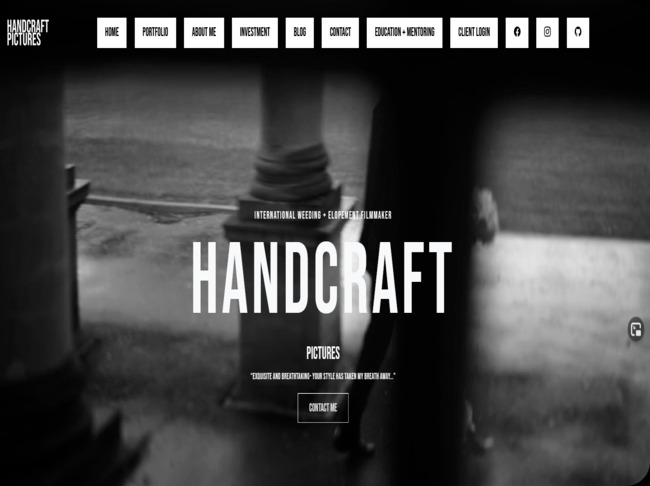 HANDCRAFT
PICTURES
HOME
PORTFOLIO
ABOUT ME
INVESTMENT
BLOG
CONTACT
EDUCATION + MENTORING
CLIENT LOGIN
INTERNATIONAL WEEDING + ELOPEMENT FILMMAKER
HANDCRAFT
PICTURES
"EXQUISITE AND BREATHTAKING- YOUR STYLE HAS TAKEN MY BREATH AWAY..."
CONTACT ME